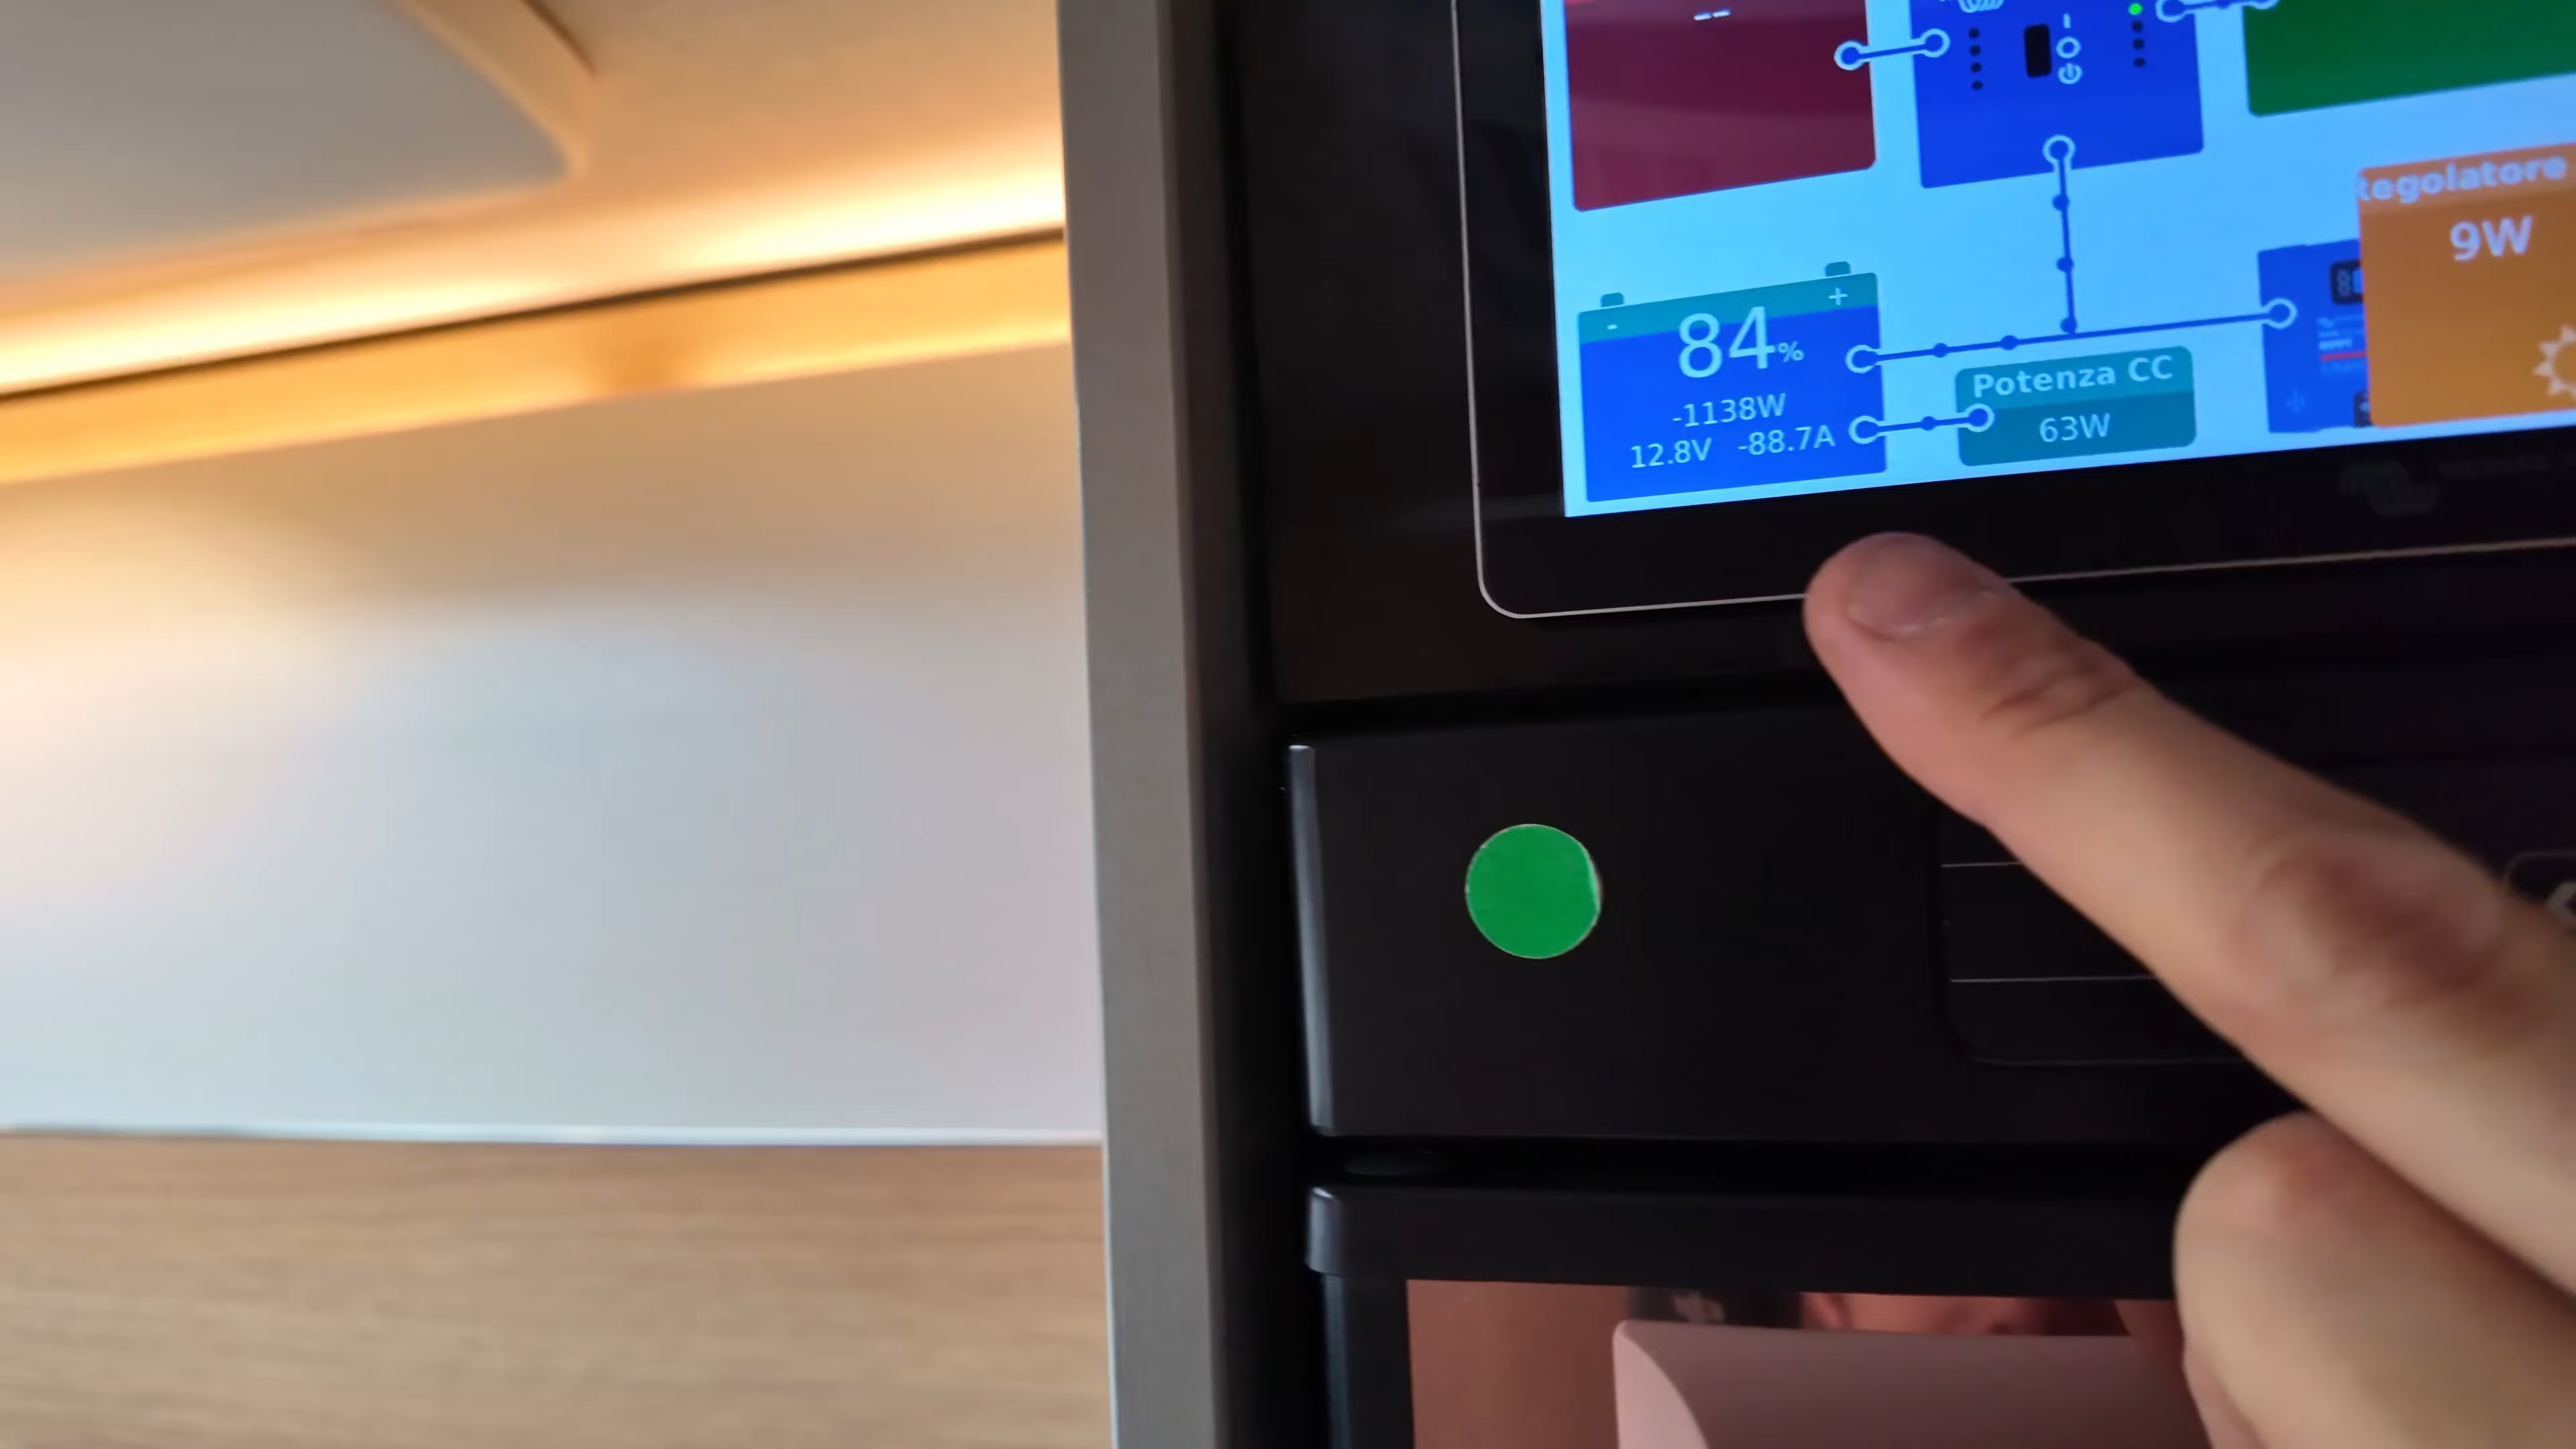 --
Regolatore
9W
- +
84%
-1138W
12.8V -88.7A
Potenza CC
63W